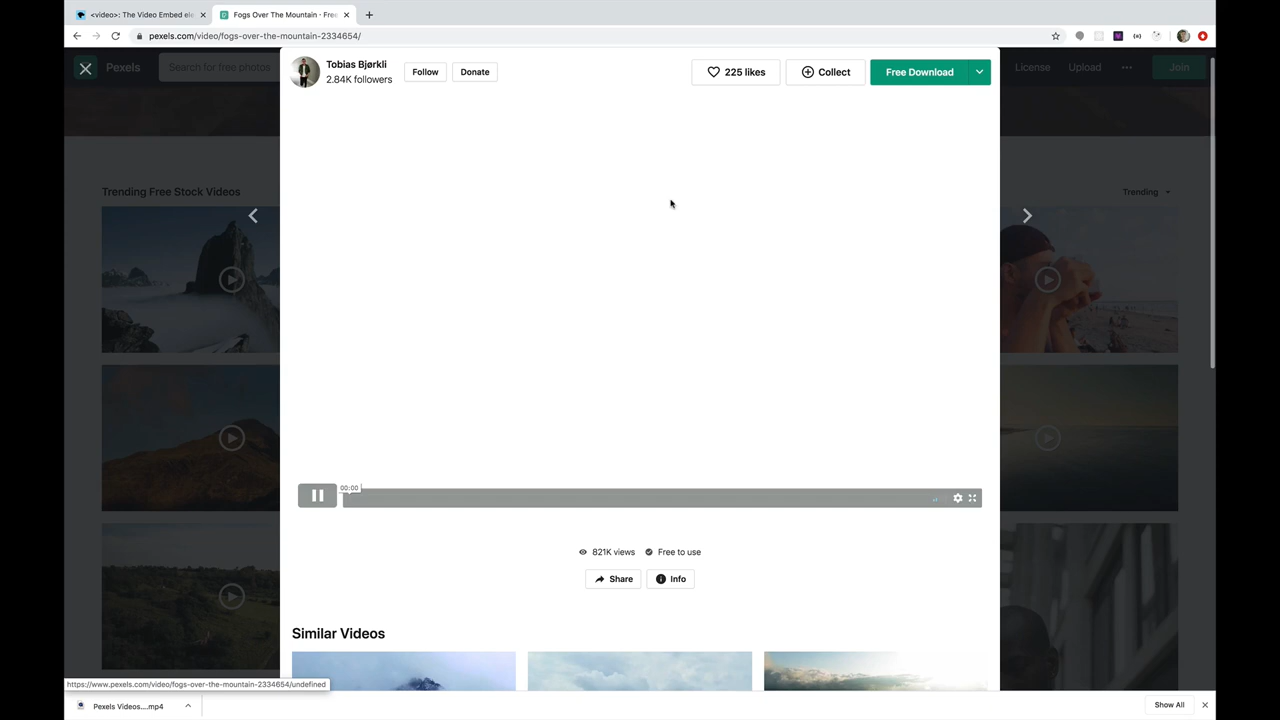 <video>: The Video Embed ele
Fogs Over The Mountain · Free
pexels.com/video/fogs-over-the-mountain-2334654/
Pexels
Search for free photos
License
Upload
Join
Tobias Bjørkli
2.84K followers
Follow
Donate
225 likes
Collect
Free Download
Trending Free Stock Videos
Trending
00:00
821K views
Free to use
Share
Info
Similar Videos
https://www.pexels.com/video/fogs-over-the-mountain-2334654/undefined
Pexels Videos....mp4
Show All